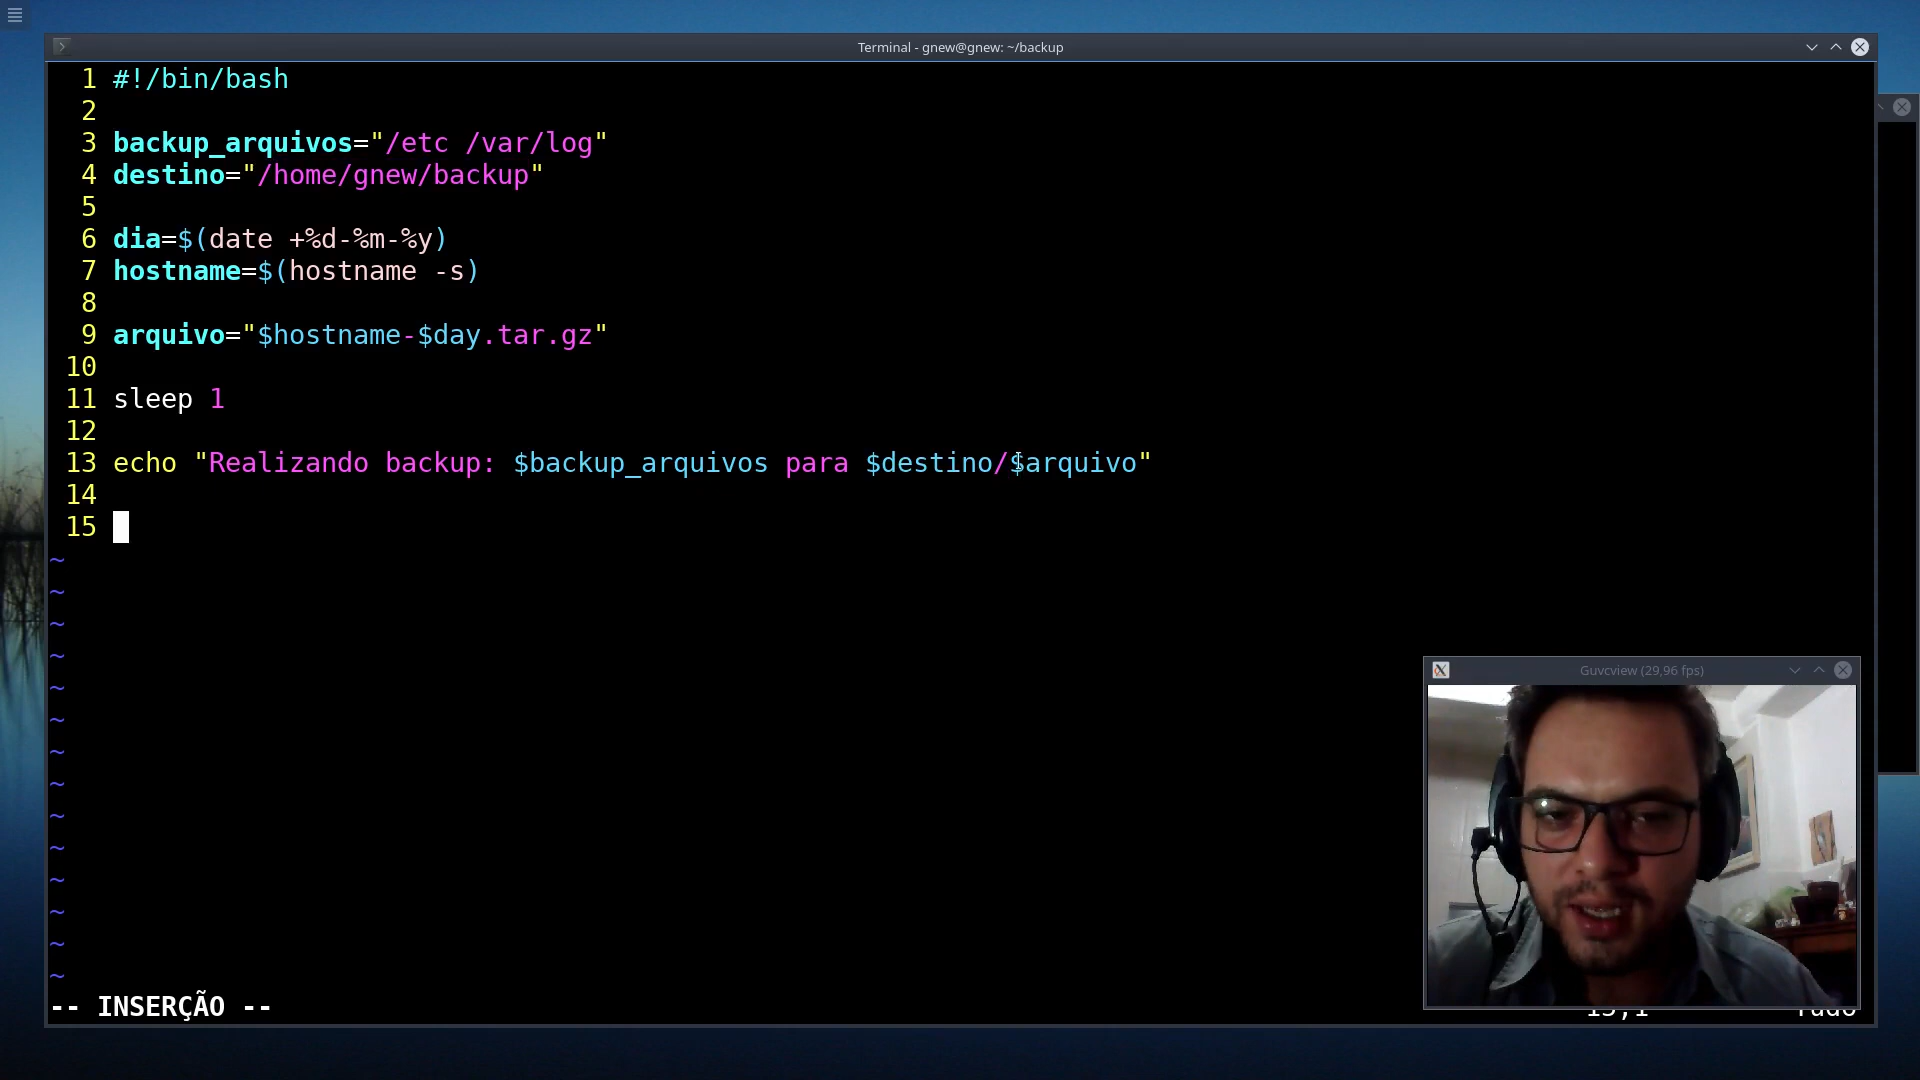 Terminal - gnew@gnew: ~/backup
1 #!/bin/bash
2
3 backup_arquivos="/etc /var/log"
4 destino="/home/gnew/backup"
5
6 dia=$(date +%d-%m-%y)
7 hostname=$(hostname -s)
8
9 arquivo="$hostname-$day.tar.gz"
10
11 sleep 1
12
13 echo "Realizando backup: $backup_arquivos para $destino/$arquivo"
14
15
~
~
~
~
~
~
~
~
~
~
~
~
~
~
Guvcview (29,96 fps)
-- INSERÇÃO --